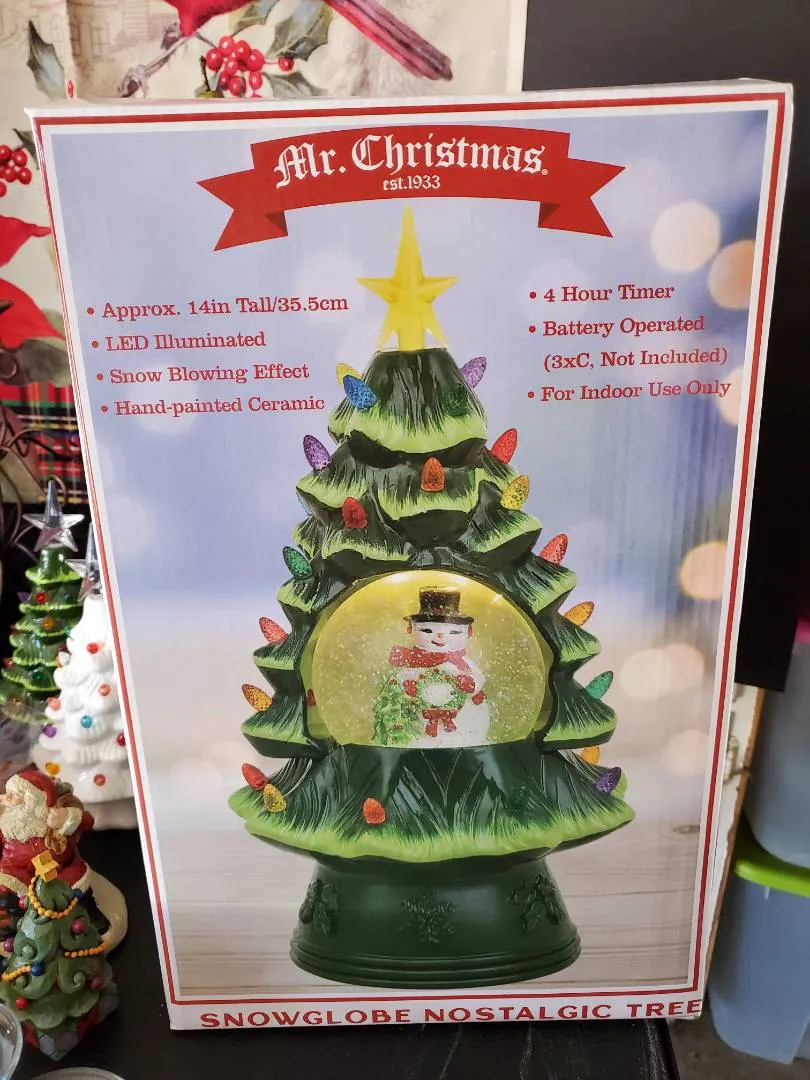 Mr. Christmas®
est.1933
• Approx. 14in Tall/35.5cm
• LED Illuminated
• Snow Blowing Effect
• Hand-painted Ceramic
• 4 Hour Timer
• Battery Operated
(3xC, Not Included)
• For Indoor Use Only
SNOWGLOBE NOSTALGIC TREE